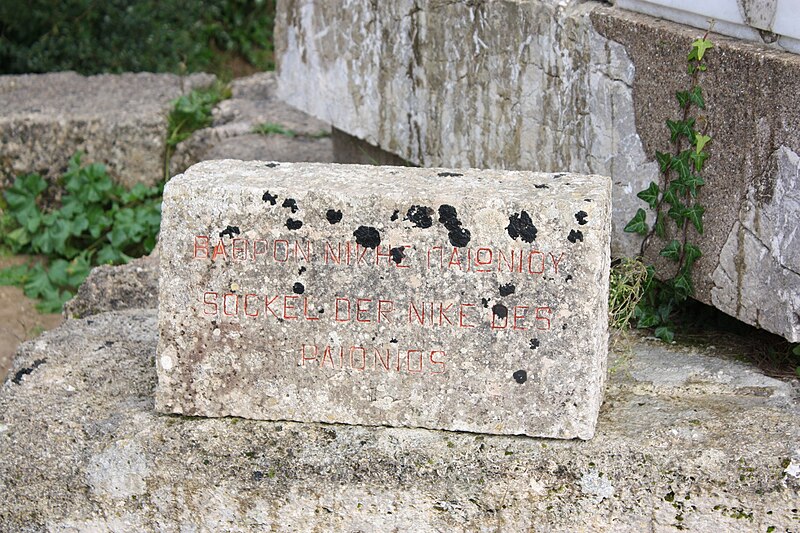 ΒΑΘΡΟΝ ΝΙΚΗΣ ΠΑΙΩΝΙΟΥ
SOCKEL DER NIKE DES
PAIONIOS